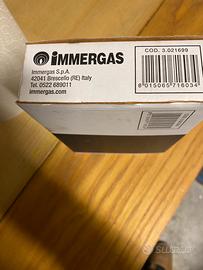 IMMERGAS
COD. 3.021699
Immergas S.p.A.
42041 Brescello (RE) Italy
Tel. 0522 689011
immergas.com
8 015065 716034